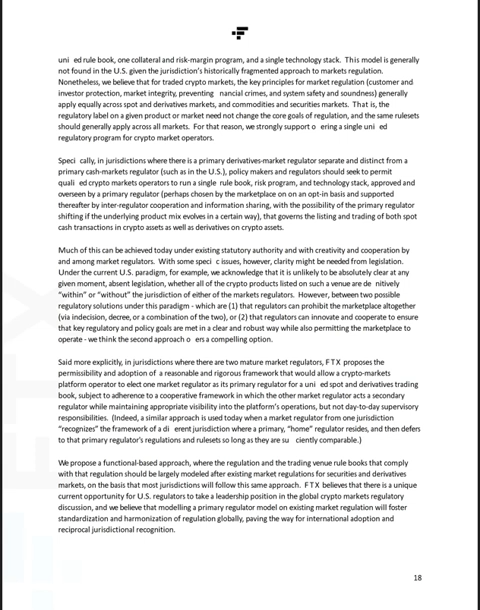 uni ed rule book, one collateral and risk-margin program, and a single technology stack. This model is generally
not found in the U.S. given the jurisdiction's historically fragmented approach to markets regulation.
Nonetheless, we believe that for traded crypto markets, the key principles for market regulation (customer and
investor protection, market integrity, preventing nancial crimes, and system safety and soundness) generally
apply equally across spot and derivatives markets, and commodities and securities markets. That is, the
regulatory label on a given product or market need not change the core goals of regulation, and the same rulesets
should generally apply across all markets. For that reason, we strongly support o ering a single uni ed
regulatory program for crypto market operators.
Speci cally, in jurisdictions where there is a primary derivatives-market regulator separate and distinct from a
primary cash-markets regulator (such as in the U.S.), policy makers and regulators should seek to permit
quali ed crypto markets operators to run a single rule book, risk program, and technology stack, approved and
overseen by a primary regulator (perhaps chosen by the marketplace on on an opt-in basis and supported
thereafter by inter-regulator cooperation and information sharing, with the possibility of the primary regulator
shifting if the underlying product mix evolves in a certain way), that governs the listing and trading of both spot
cash transactions in crypto assets as well as derivatives on crypto assets.
Much of this can be achieved today under existing statutory authority and with creativity and cooperation by
and among market regulators. With some speci c issues, however, clarity might be needed from legislation.
Under the current U.S. paradigm, for example, we acknowledge that it is unlikely to be absolutely clear at any
given moment, absent legislation, whether all of the crypto products listed on such a venue are de nitively
"within" or "without" the jurisdiction of either of the markets regulators. However, between two possible
regulatory solutions under this paradigm - which are (1) that regulators can prohibit the marketplace altogether
(via indecision, decree, or a combination of the two), or (2) that regulators can innovate and cooperate to ensure
that key regulatory and policy goals are met in a clear and robust way while also permitting the marketplace to
operate - we think the second approach o ers a compelling option.
Said more explicitly, in jurisdictions where there are two mature market regulators, FTX proposes the
permissibility and adoption of a reasonable and rigorous framework that would allow a crypto-markets
platform operator to elect one market regulator as its primary regulator for a uni ed spot and derivatives trading
book, subject to adherence to a cooperative framework in which the other market regulator acts a secondary
regulator while maintaining appropriate visibility into the platform's operations, but not day-to-day supervisory
responsibilities. (Indeed, a similar approach is used today when a market regulator from one jurisdiction
"recognizes" the framework of a di erent jurisdiction where a primary, "home" regulator resides, and then defers
to that primary regulator's regulations and rulesets so long as they are su ciently comparable.)
We propose a functional-based approach, where the regulation and the trading venue rule books that comply
with that regulation should be largely modeled after existing market regulations for securities and derivatives
markets, on the basis that most jurisdictions will follow this same approach. FTX believes that there is a unique
current opportunity for U.S. regulators to take a leadership position in the global crypto markets regulatory
discussion, and we believe that modelling a primary regulator model on existing market regulation will foster
standardization and harmonization of regulation globally, paving the way for international adoption and
reciprocal jurisdictional recognition.
18